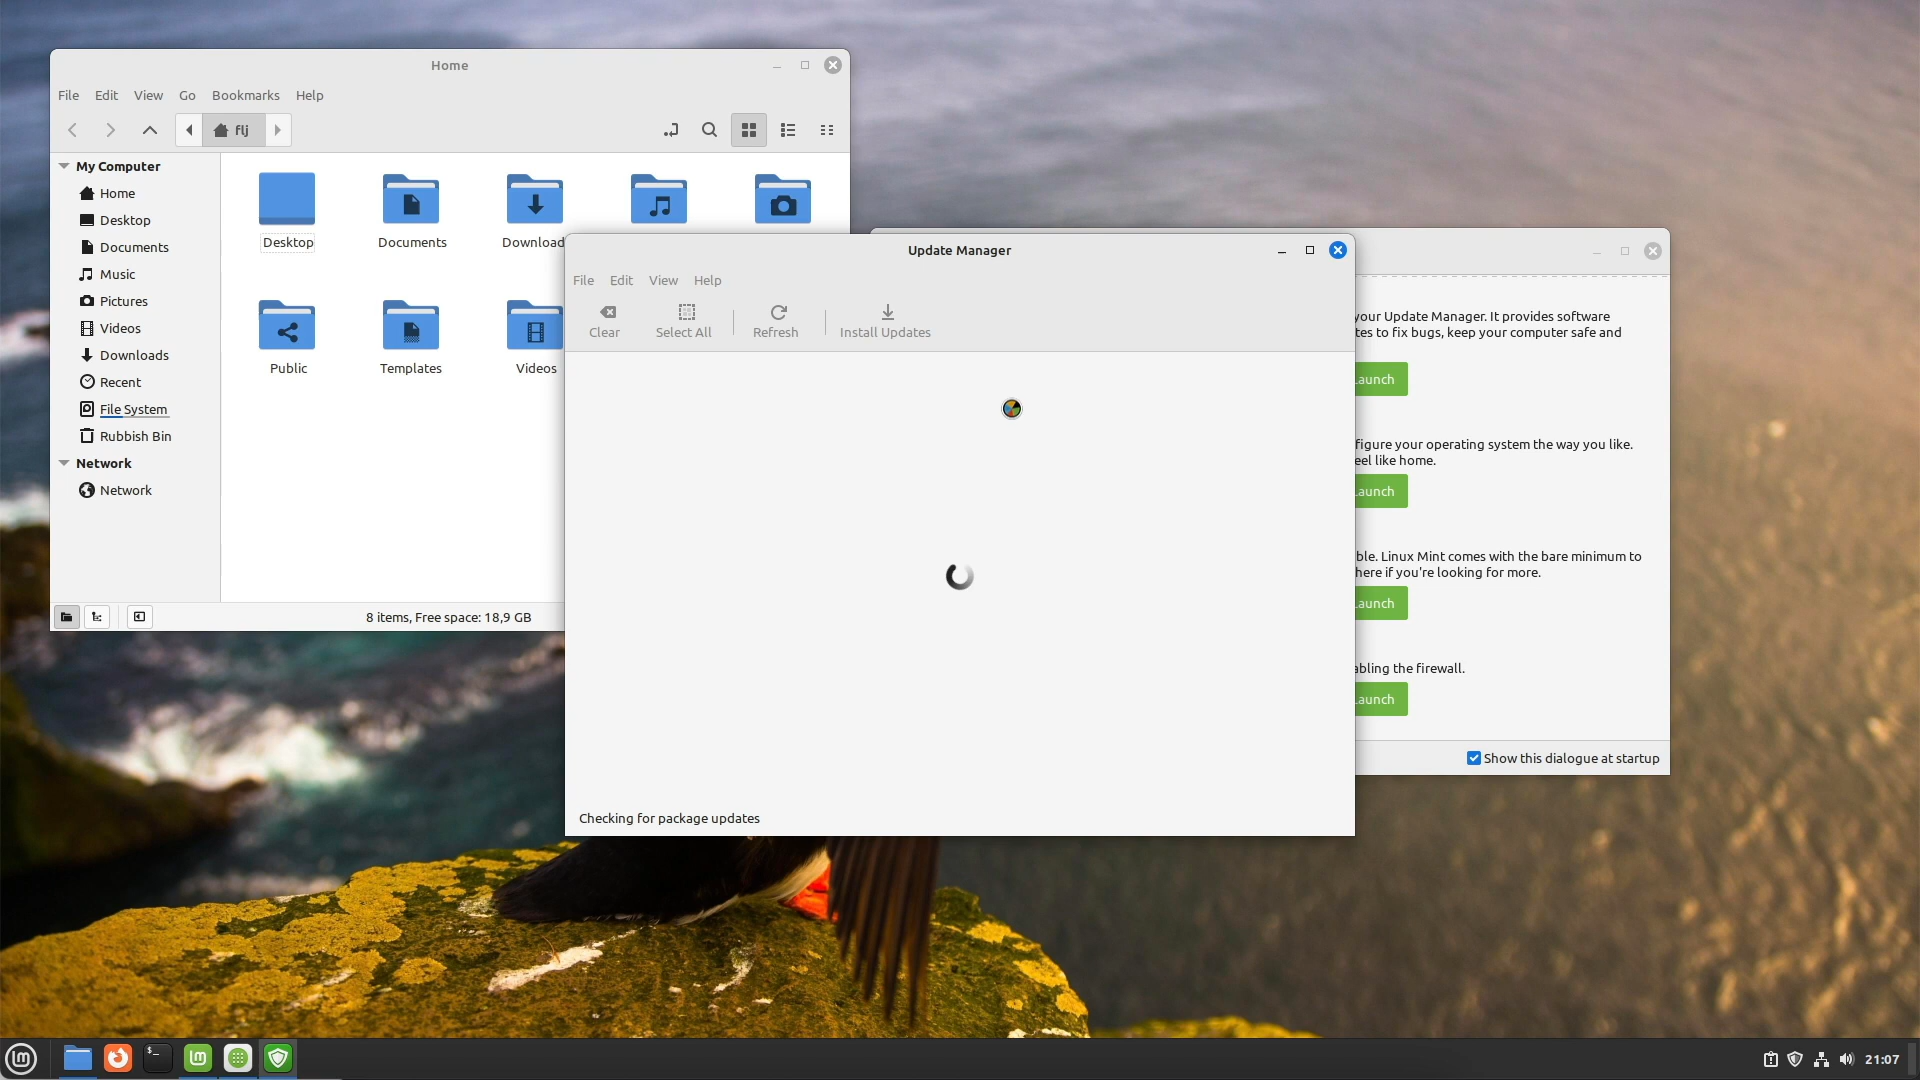 Home
File Edit View Go Bookmarks Help
flj
My Computer
Home
Desktop
Documents
Music
Pictures
Videos
Downloads
Recent
File System
Rubbish Bin
Network
Network
Desktop
Documents
Download
Public
Templates
Videos
8 items, Free space: 18,9 GB
Update Manager
File Edit View Help
Clear
Select All
Refresh
Install Updates
Checking for package updates
your Update Manager. It provides software
tes to fix bugs, keep your computer safe and
aunch
figure your operating system the way you like.
eel like home.
aunch
ble. Linux Mint comes with the bare minimum to
here if you're looking for more.
aunch
abling the firewall.
aunch
Show this dialogue at startup
21:07